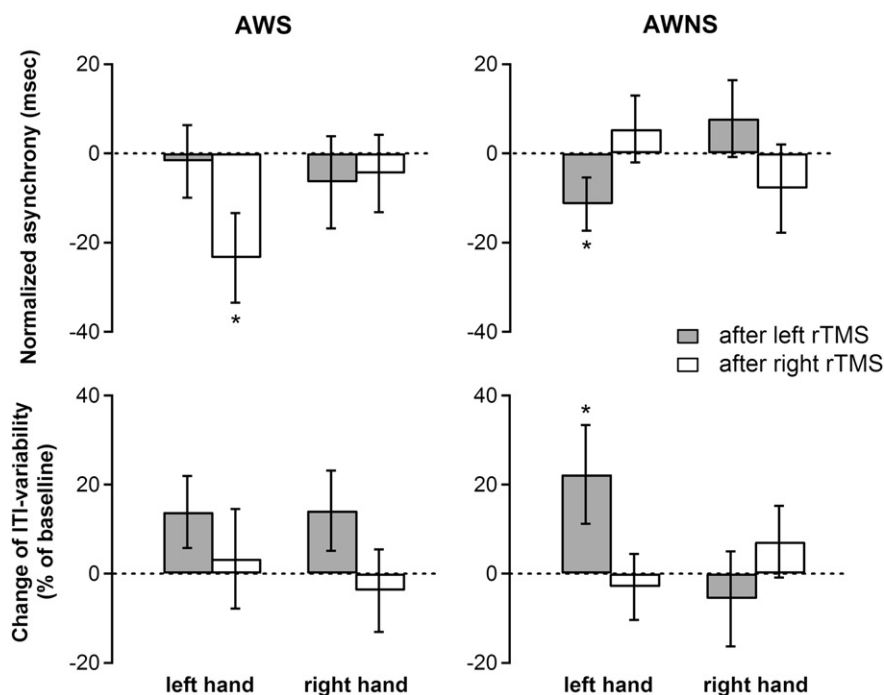 AWS
AWNS
Normalized asynchrony (msec)
20
0
-20
-40
*
20
0
-20
-40
*
after left rTMS
after right rTMS
Change of ITI-variability
(% of baseline)
40
20
0
-20
left hand
right hand
40
20
0
-20
*
left hand
right hand